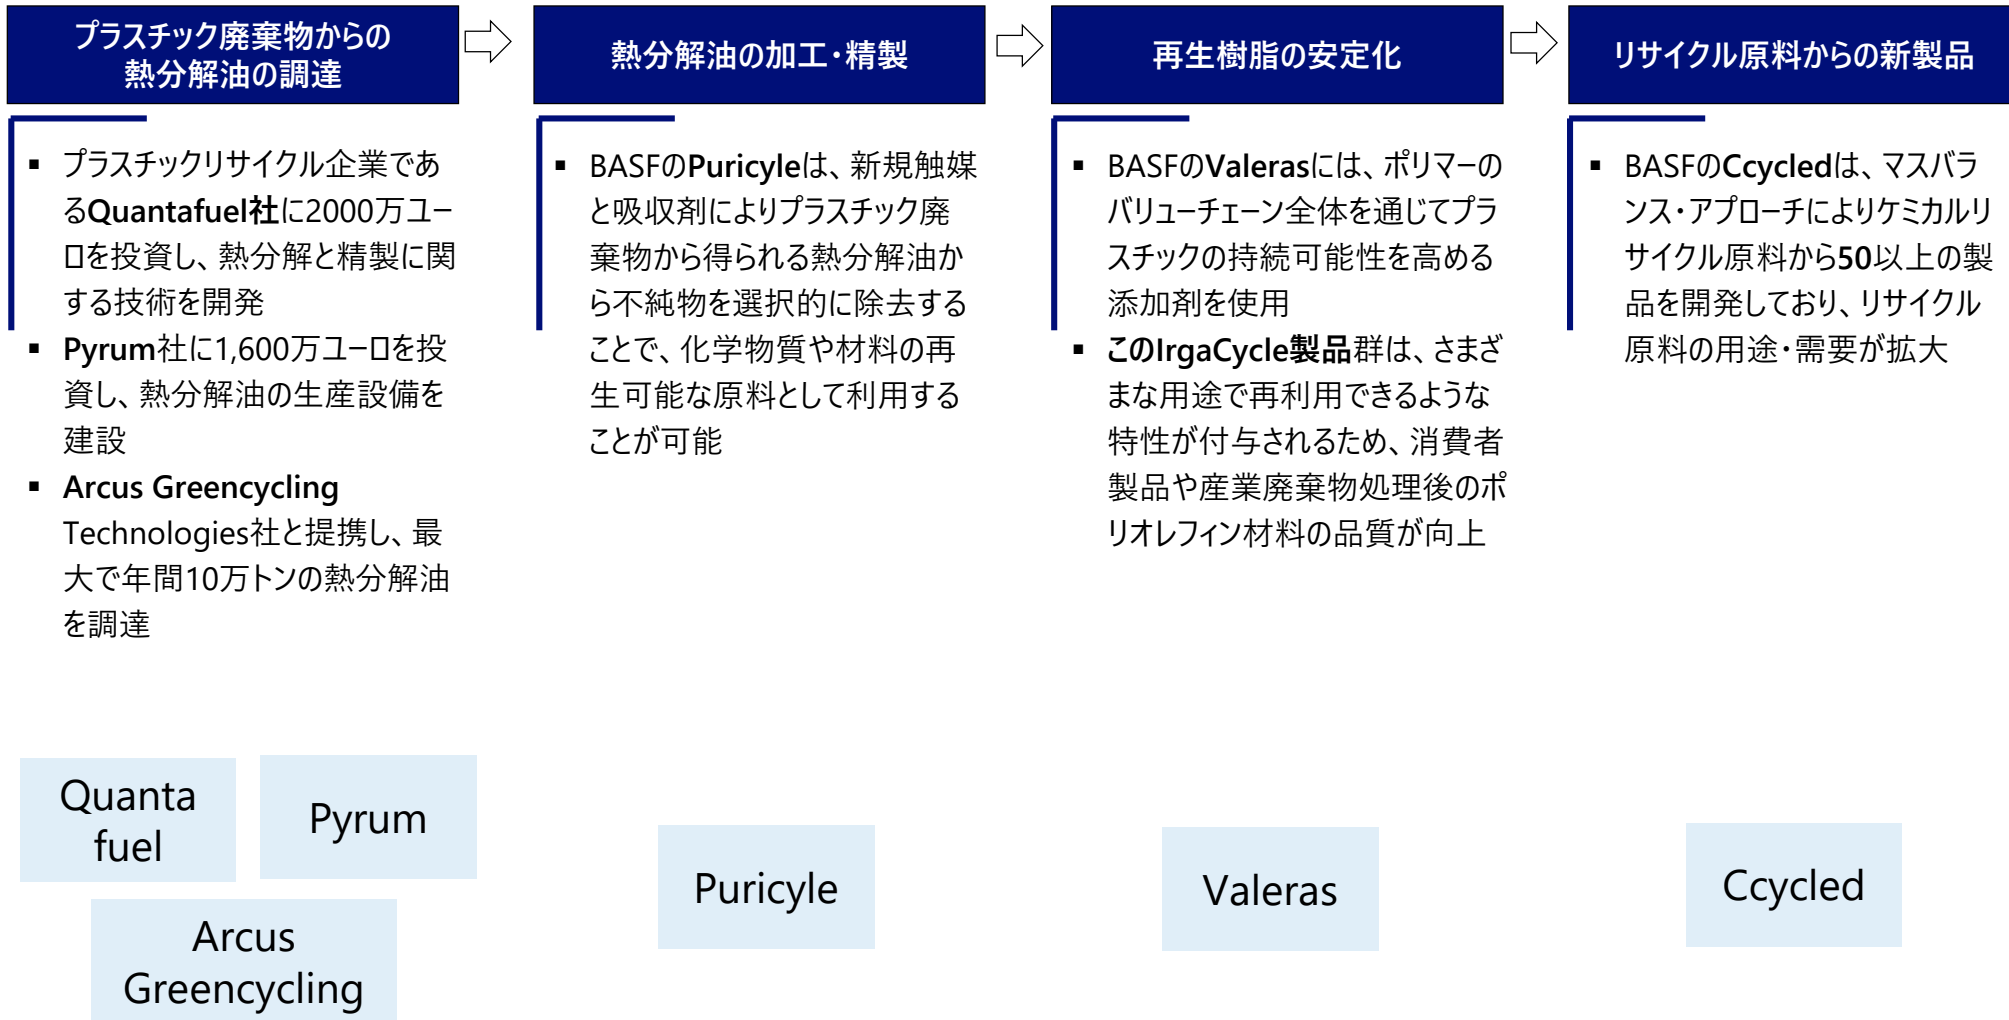 プラスチック廃棄物からの
熱分解油の調達
熱分解油の加工・精製
再生樹脂の安定化
リサイクル原料からの新製品
▪ プラスチックリサイクル企業であ
るQuantafuel社に2000万ユー
ロを投資し、熱分解と精製に関
する技術を開発
▪ Pyrum社に1,600万ユーロを投
資し、熱分解油の生産設備を
建設
▪ Arcus Greencycling
Technologies社と提携し、最
大で年間10万トンの熱分解油
を調達
▪ BASFのPuricyleは、新規触媒
と吸収剤によりプラスチック廃
棄物から得られる熱分解油か
ら不純物を選択的に除去する
ことで、化学物質や材料の再
生可能な原料として利用する
ことが可能
▪ BASFのValerasには、ポリマーの
バリューチェーン全体を通じてプラ
スチックの持続可能性を高める
添加剤を使用
▪ このIrgaCycle製品群は、さまざ
まな用途で再利用できるような
特性が付与されるため、消費者
製品や産業廃棄物処理後のポ
リオレフィン材料の品質が向上
▪ BASFのCcycledは、マスバラ
ンス・アプローチによりケミカルリ
サイクル原料から50以上の製
品を開発しており、リサイクル
原料の用途・需要が拡大
Quanta
fuel
Pyrum
Arcus
Greencycling
Puricyle
Valeras
Ccycled